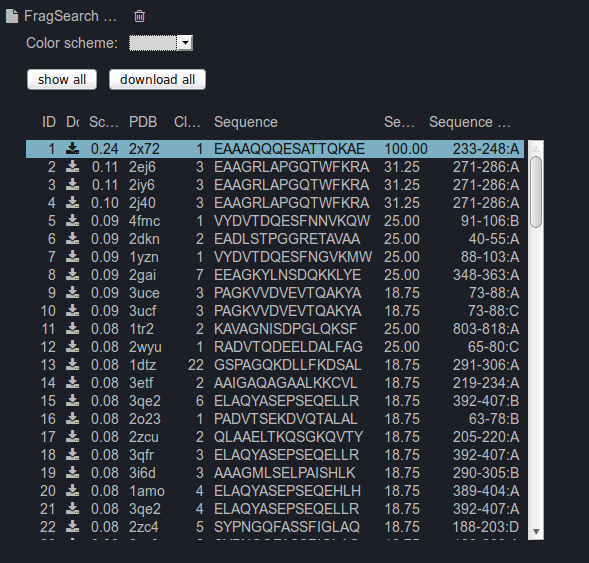 FragSearch ...
Color scheme:
show all download all
ID Do Sc... PDB Cl... Sequence Se... Sequence ...
1 0.24 2x72 1 EAAAQQQESATTQKAE 100.00 233-248:A
2 0.11 2ej6 3 EAAGRLAPGQTWFKRA 31.25 271-286:A
3 0.11 2iy6 3 EAAGRLAPGQTWFKRA 31.25 271-286:A
4 0.10 2j40 3 EAAGRLAPGQTWFKRA 31.25 271-286:A
5 0.09 4fmc 1 VYDVTDQESFNNVKQW 25.00 91-106:B
6 0.09 2dkn 2 EADLSTPGGRETAVAA 25.00 40-55:A
7 0.09 1yzn 1 VYDVTDQESFNGVKMW 25.00 88-103:A
8 0.09 2gai 7 EEAGKYLNSDQKKLYE 25.00 348-363:A
9 0.09 3uce 3 PAGKVVDVEVTQAKYA 18.75 73-88:A
10 0.09 3ucf 3 PAGKVVDVEVTQAKYA 18.75 73-88:C
11 0.08 1tr2 2 KAVAGNISDPGLQKSF 25.00 803-818:A
12 0.08 2wyu 1 RADVTQDEELDALFAG 25.00 65-80:C
13 0.08 1dtz 22 GSPAGQKDLLFKDSAL 18.75 291-306:A
14 0.08 3etf 2 AAIGAQAGAALKKCVL 18.75 219-234:A
15 0.08 3qe2 6 ELAQYASEPSEQELLR 18.75 392-407:B
16 0.08 2o23 1 PADVTSEKDVQTALAL 18.75 63-78:B
17 0.08 2zcu 2 QLAAELTKQSGKQVTY 18.75 205-220:A
18 0.08 3qfr 3 ELAQYASEPSEQELLR 18.75 392-407:A
19 0.08 3i6d 3 AAAGMLSELPAISHLK 18.75 290-305:B
20 0.08 1amo 4 ELAQYASEPSEQEHLH 18.75 389-404:A
21 0.08 3qe2 4 ELAQYASEPSEQELLR 18.75 392-407:A
22 0.08 2zc4 5 SYPNGQFASSFIGLAQ 18.75 188-203:D